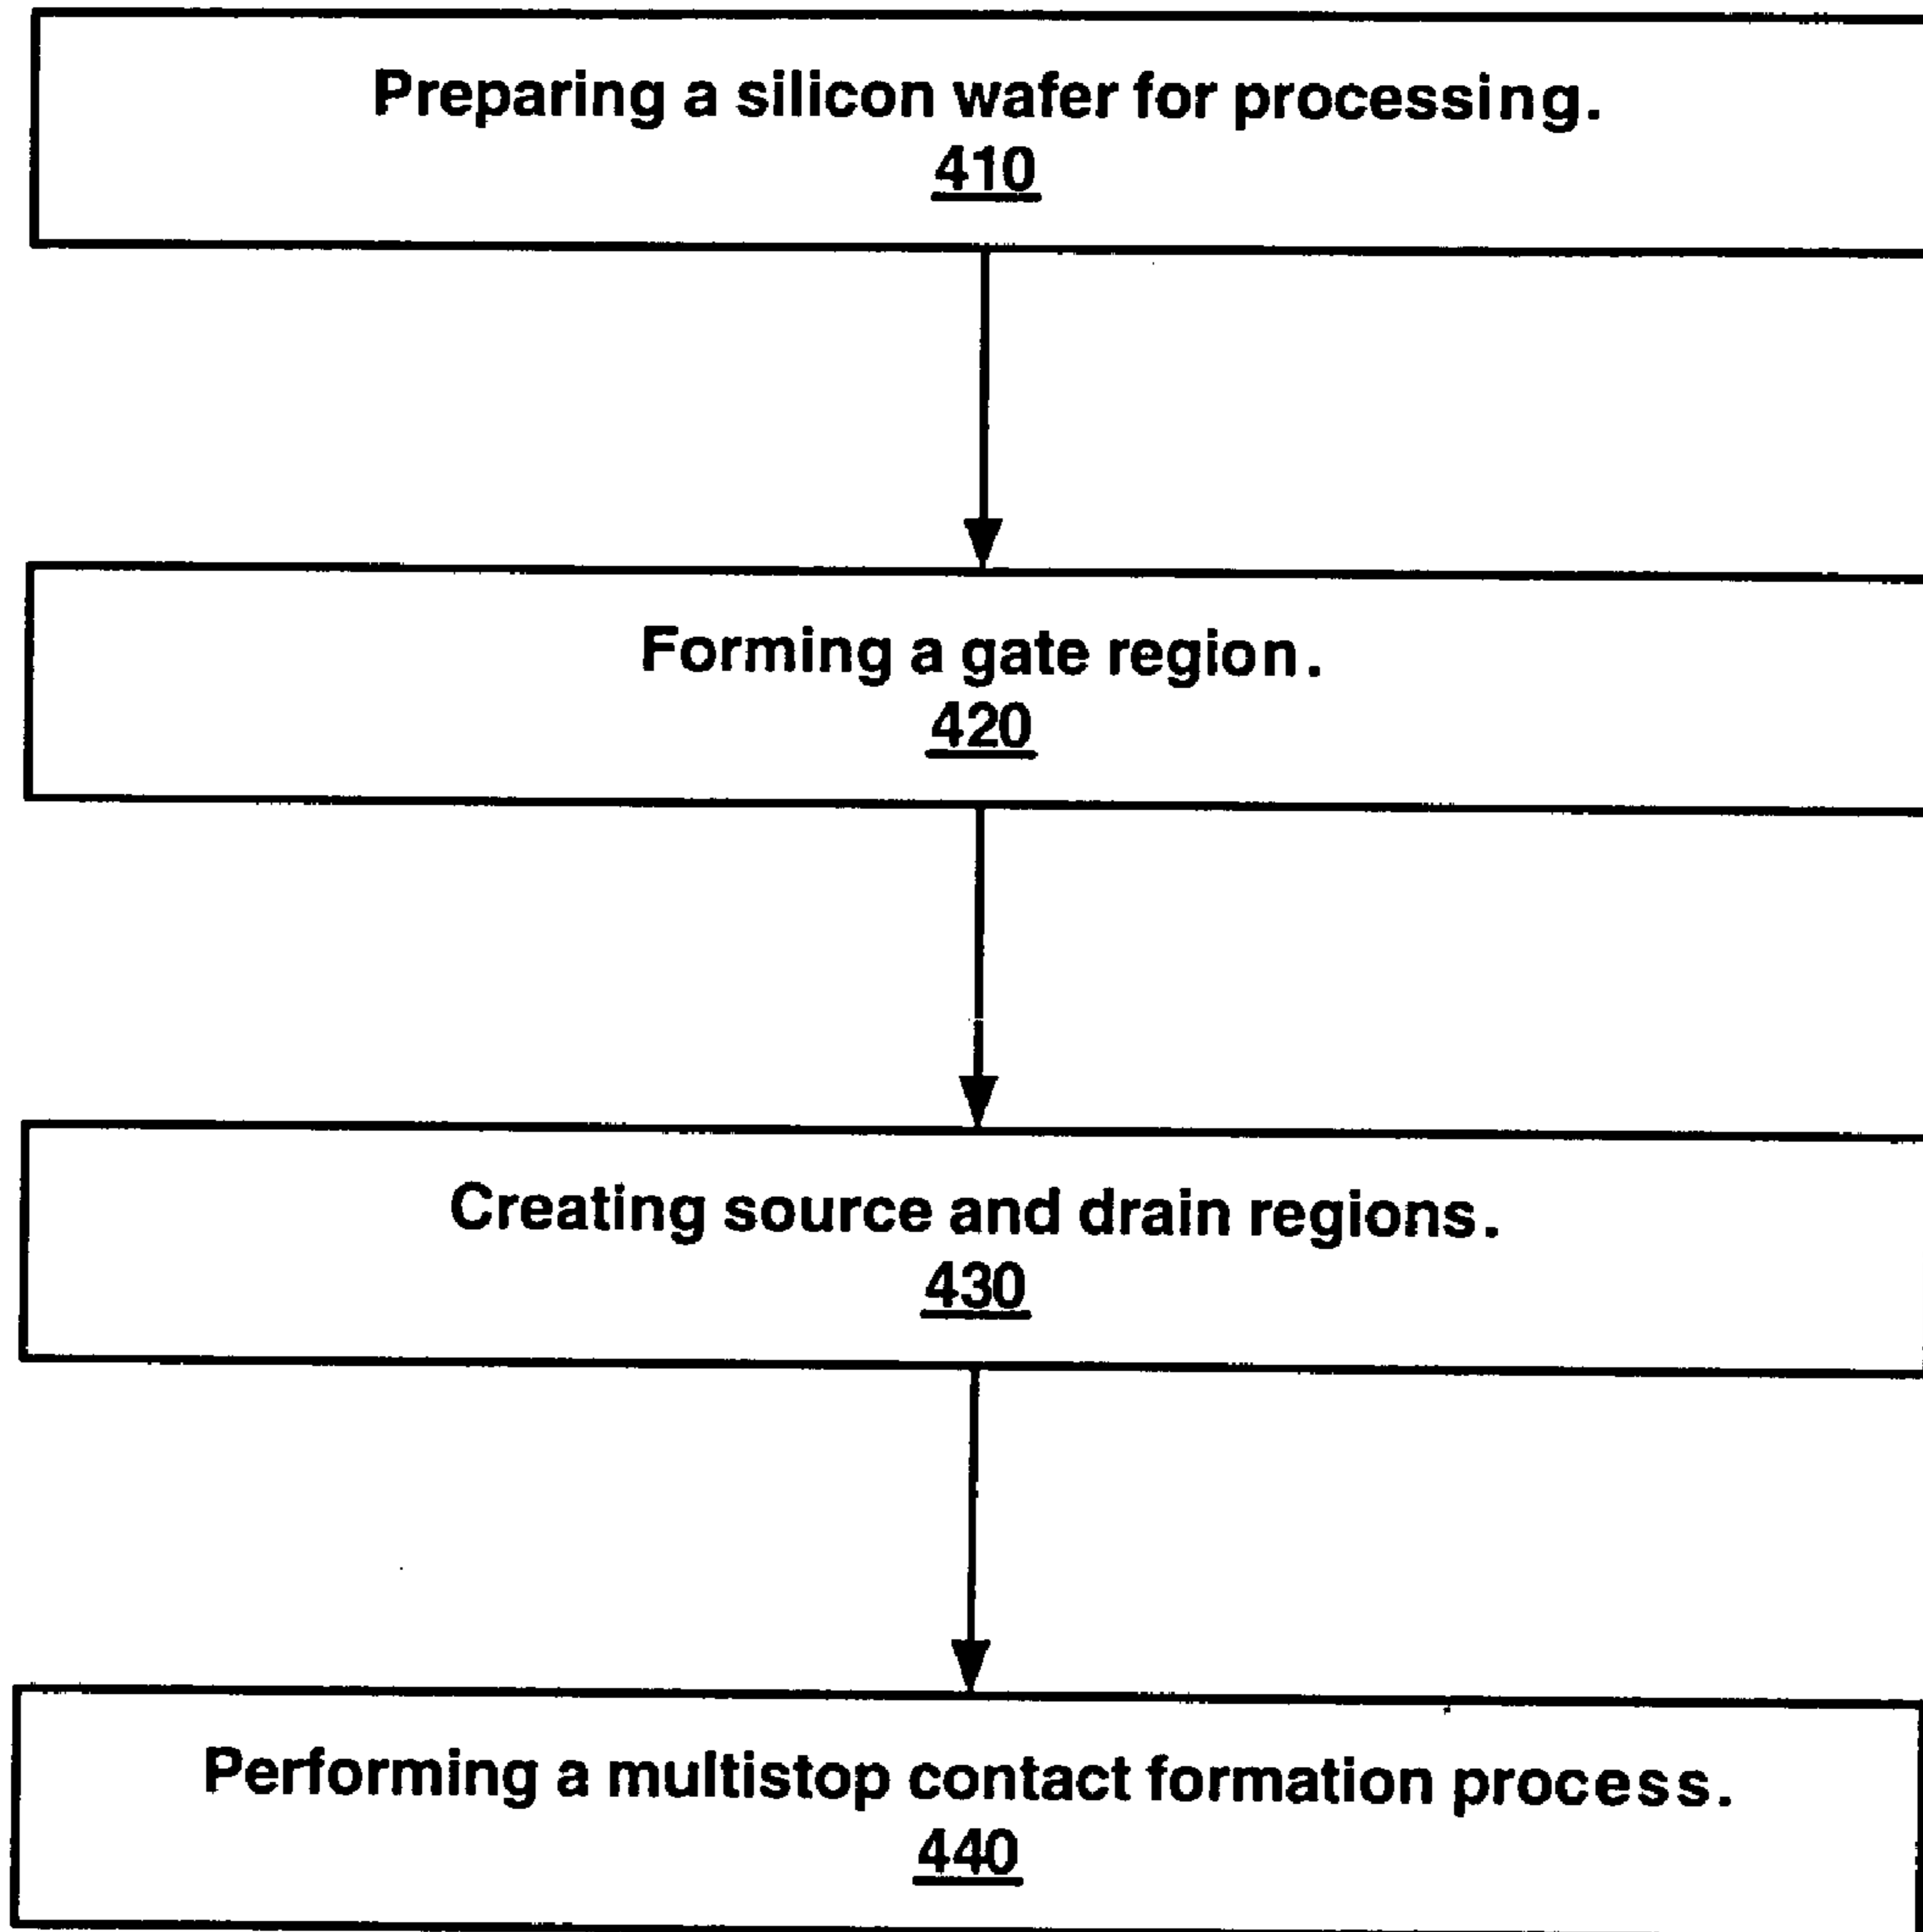 Preparing a silicon wafer for processing.
410
Forming a gate region.
420
Creating source and drain regions.
430
Performing a multistop contact formation process.
440